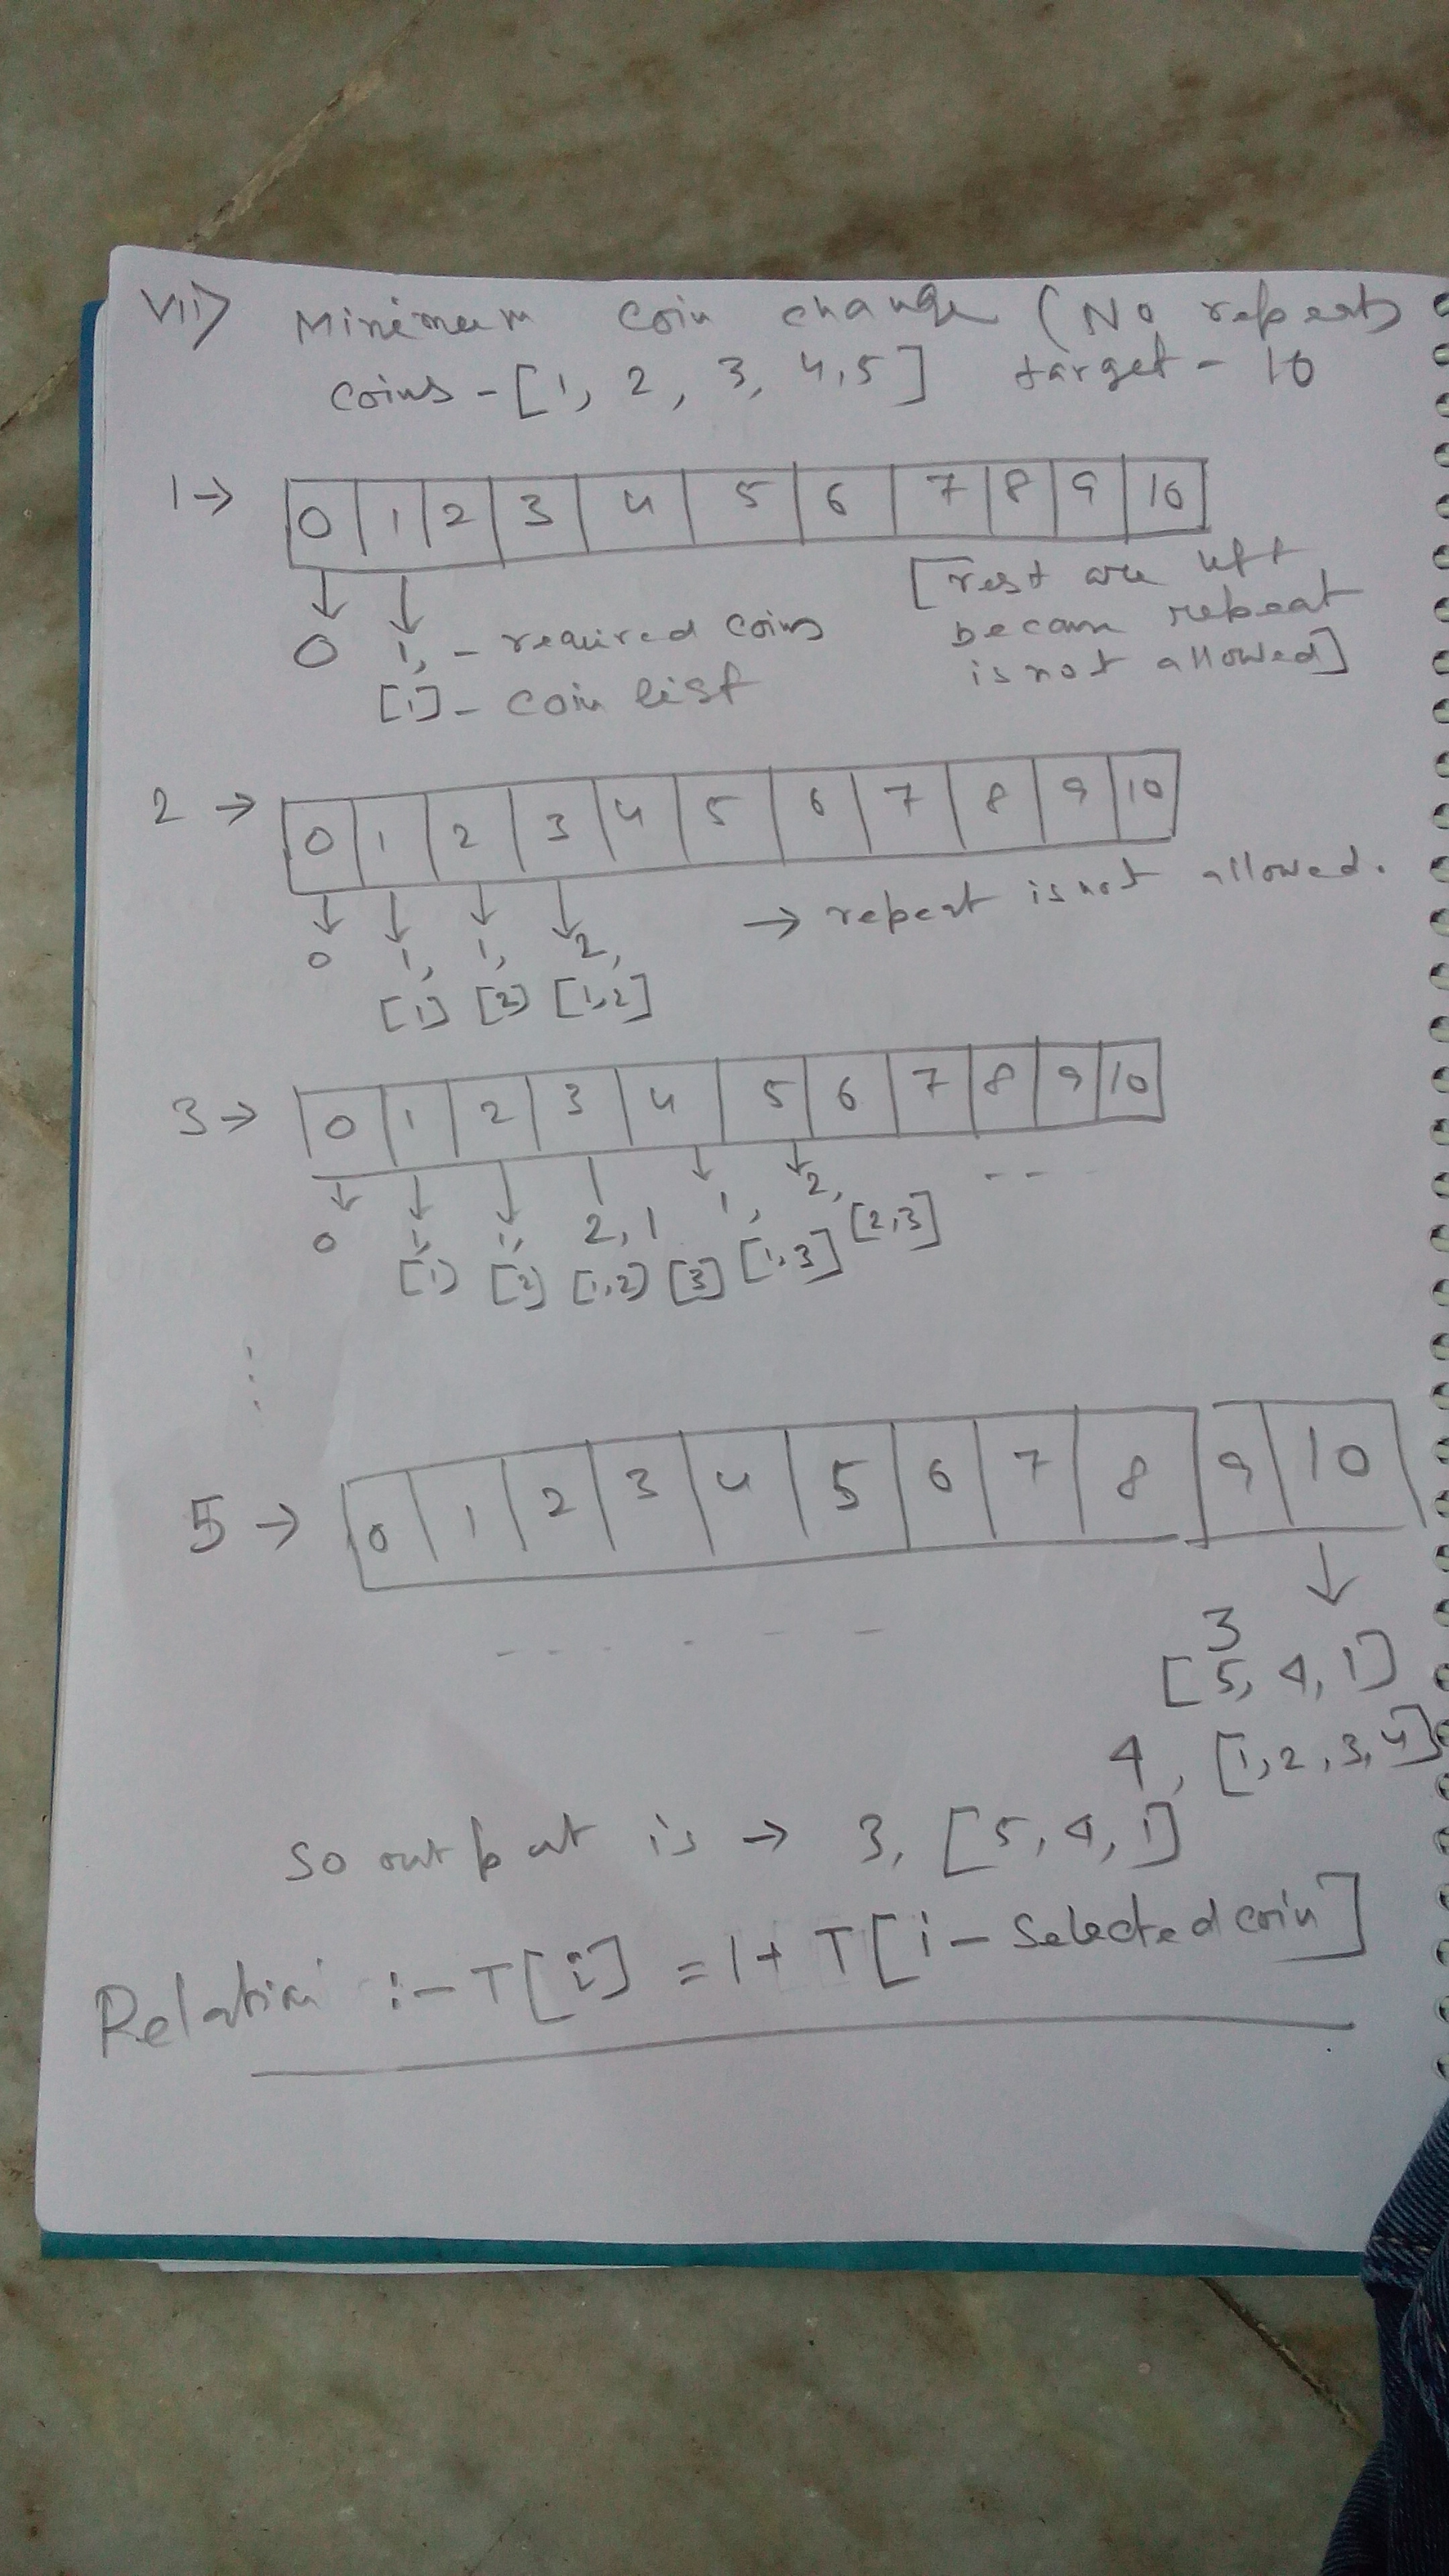 VII) Minimum coin change (No repeat)
coins - [1, 2, 3, 4, 5] target - 10
1 → 0 1 2 3 4 5 6 7 8 9 10
0 1, - required coins
[1] - coin list
[rest are left
because repeat
is not allowed]
2 → 0 1 2 3 4 5 6 7 8 9 10
→ repeat is not allowed.
0 1, 1, 2,
[1] [2] [1,2]
3 → 0 1 2 3 4 5 6 7 8 9 10
0 1, 1, 2, 1 1, 2, - - -
[1] [2] [1,2] [3] [1,3] [2,3]
5 → 0 1 2 3 4 5 6 7 8 9 10
3
[5, 4, 1]
4, [1, 2, 3, 4]
So output is → 3, [5, 4, 1]
Relation :- T[i] = 1 + T[i - Selected coin]